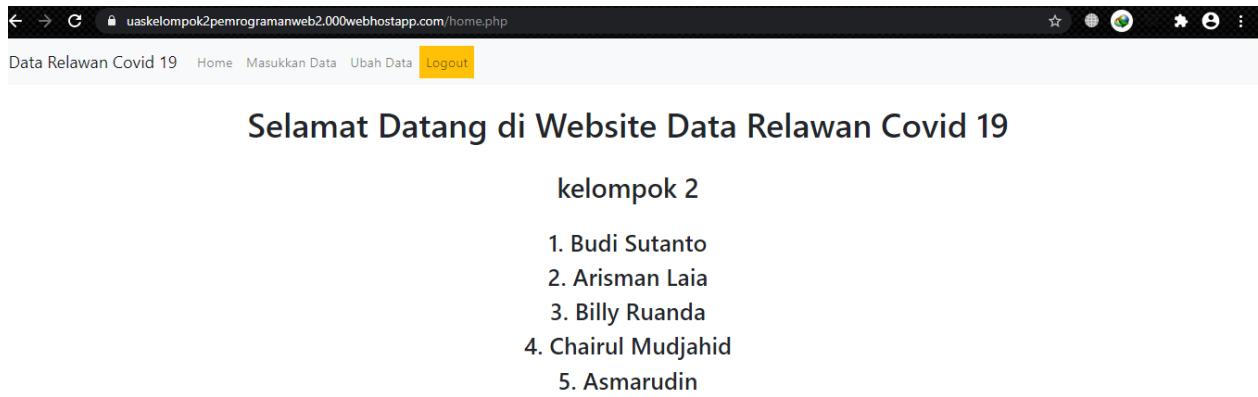 uaskelompok2pemrogramanweb2.000webhostapp.com/home.php
Data Relawan Covid 19 Home Masukkan Data Ubah Data Logout
Selamat Datang di Website Data Relawan Covid 19
kelompok 2
1. Budi Sutanto
2. Arisman Laia
3. Billy Ruanda
4. Chairul Mudjahid
5. Asmarudin